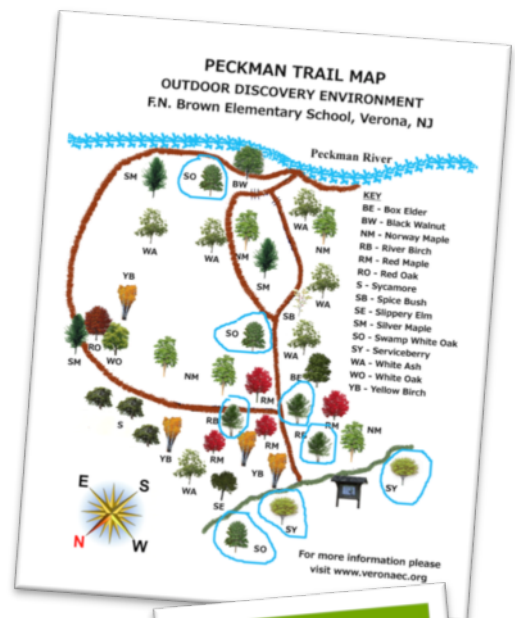 PECKMAN TRAIL MAP
OUTDOOR DISCOVERY ENVIRONMENT
F.N. Brown Elementary School, Verona, NJ
Peckman River
SM
SO
BW
WA
NM
WA
WA
NM
SM
WA
YB
SB
SO
WA
RO
WO
SM
NM
BE
RM
RM
RB
S
RM
NM
YB
RM
YB
WA
SE
SY
SY
SO
KEY
BE - Box Elder
BW - Black Walnut
NM - Norway Maple
RB - River Birch
RM - Red Maple
RO - Red Oak
S - Sycamore
SB - Spice Bush
SE - Slippery Elm
SM - Silver Maple
SO - Swamp White Oak
SY - Serviceberry
WA - White Ash
WO - White Oak
YB - Yellow Birch
E
S
N
W
For more information please
visit www.veronaec.org